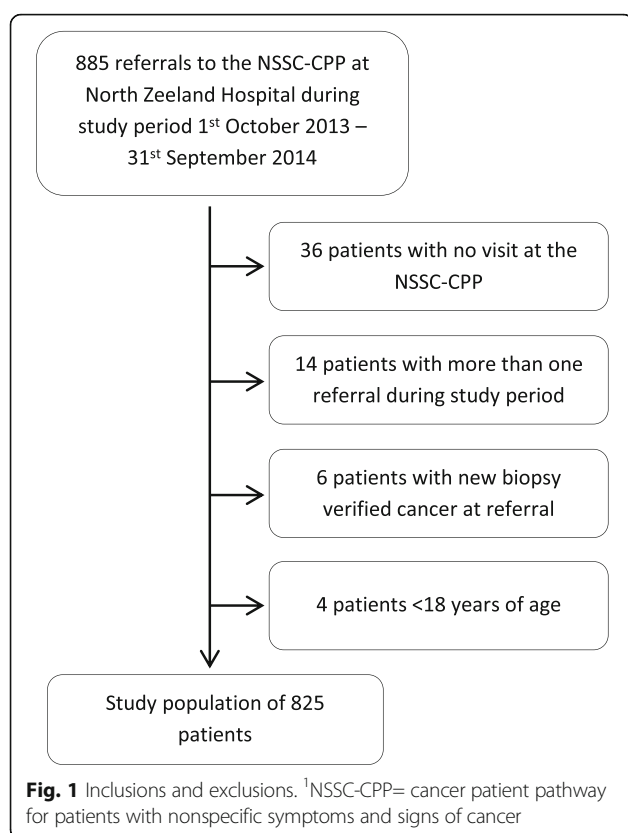 885 referrals to the NSSC-CPP at
North Zeeland Hospital during
study period 1st October 2013 –
31st September 2014
36 patients with no visit at the
NSSC-CPP
14 patients with more than one
referral during study period
6 patients with new biopsy
verified cancer at referral
4 patients <18 years of age
Study population of 825
patients
Fig. 1 Inclusions and exclusions. 1NSSC-CPP= cancer patient pathway
for patients with nonspecific symptoms and signs of cancer